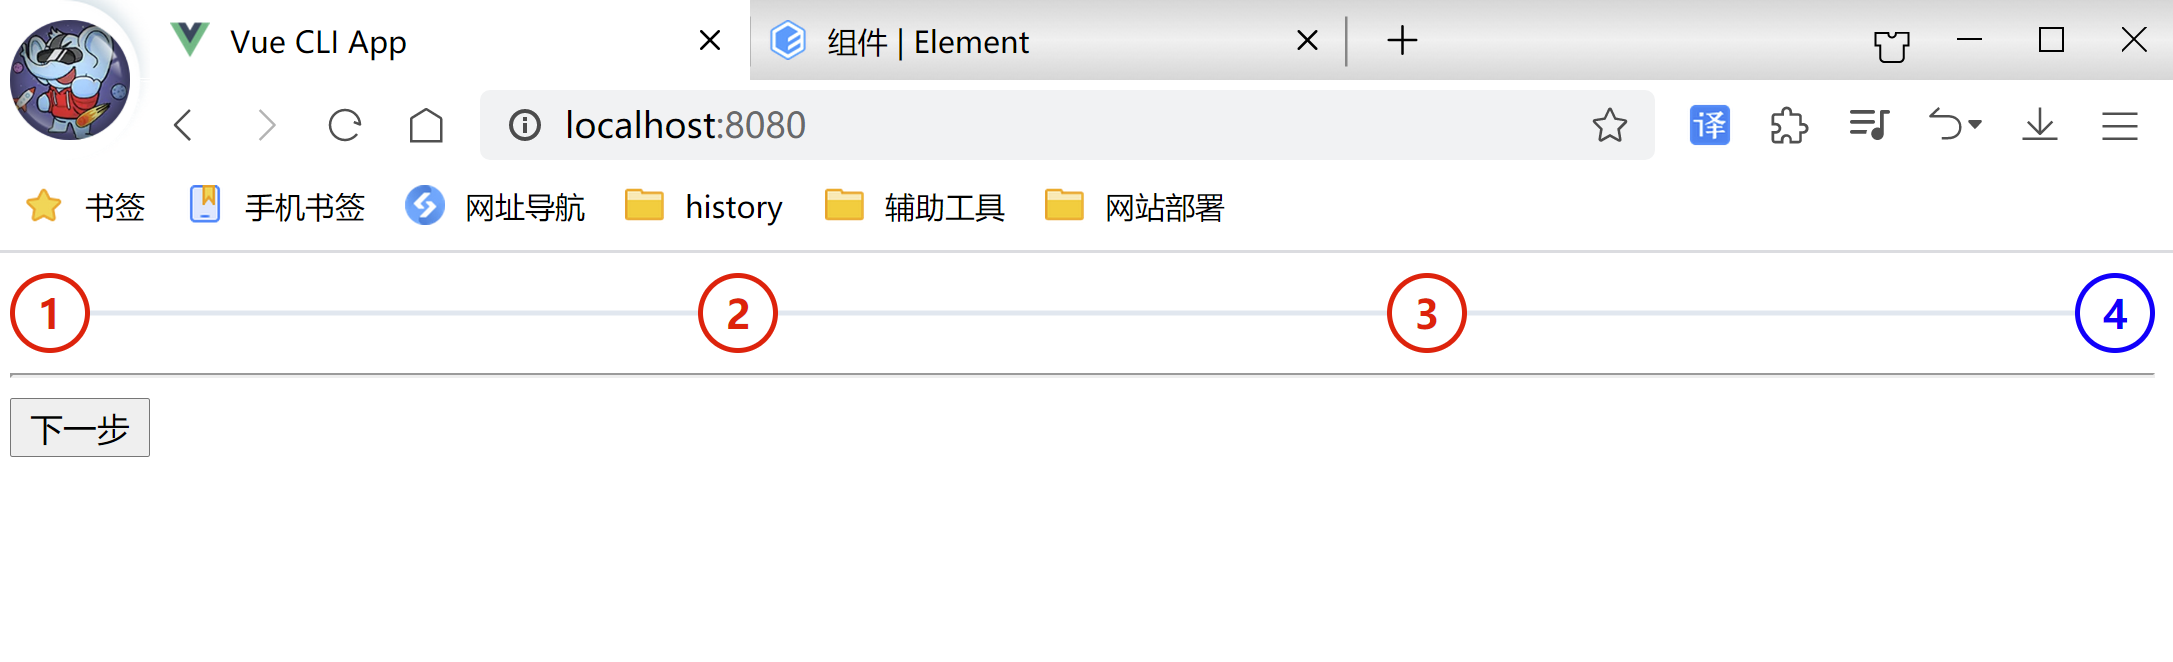 Vue CLI App 组件 | Element
localhost:8080 译
书签 手机书签 网址导航 history 辅助工具 网站部署
1 2 3 4
下一步